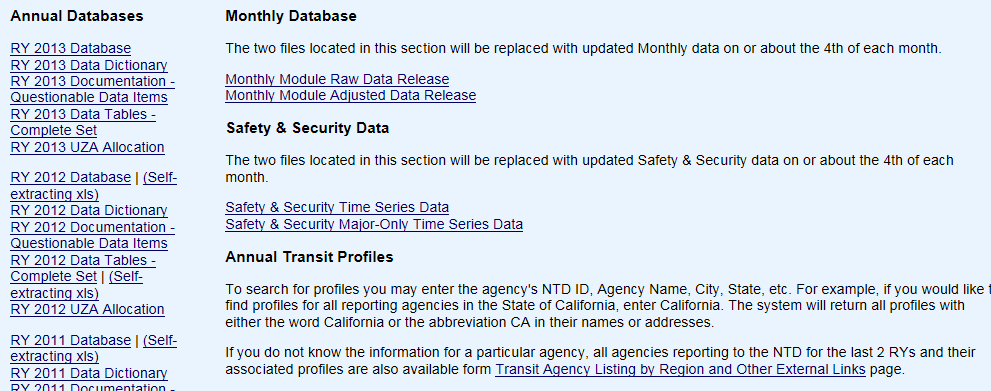 Annual Databases
RY 2013 Database
RY 2013 Data Dictionary
RY 2013 Documentation -
Questionable Data Items
RY 2013 Data Tables -
Complete Set
RY 2013 UZA Allocation
RY 2012 Database | (Self-
extracting xls)
RY 2012 Data Dictionary
RY 2012 Documentation -
Questionable Data Items
RY 2012 Data Tables -
Complete Set | (Self-
extracting xls)
RY 2012 UZA Allocation
RY 2011 Database | (Self-
extracting xls)
RY 2011 Data Dictionary
RY 2011 Documentation -
Monthly Database
The two files located in this section will be replaced with updated Monthly data on or about the 4th of each month.
Monthly Module Raw Data Release
Monthly Module Adjusted Data Release
Safety & Security Data
The two files located in this section will be replaced with updated Safety & Security data on or about the 4th of each
month.
Safety & Security Time Series Data
Safety & Security Major-Only Time Series Data
Annual Transit Profiles
To search for profiles you may enter the agency's NTD ID, Agency Name, City, State, etc. For example, if you would like
find profiles for all reporting agencies in the State of California, enter California. The system will return all profiles with
either the word California or the abbreviation CA in their names or addresses.
If you do not know the information for a particular agency, all agencies reporting to the NTD for the last 2 RYs and their
associated profiles are also available form Transit Agency Listing by Region and Other External Links page.